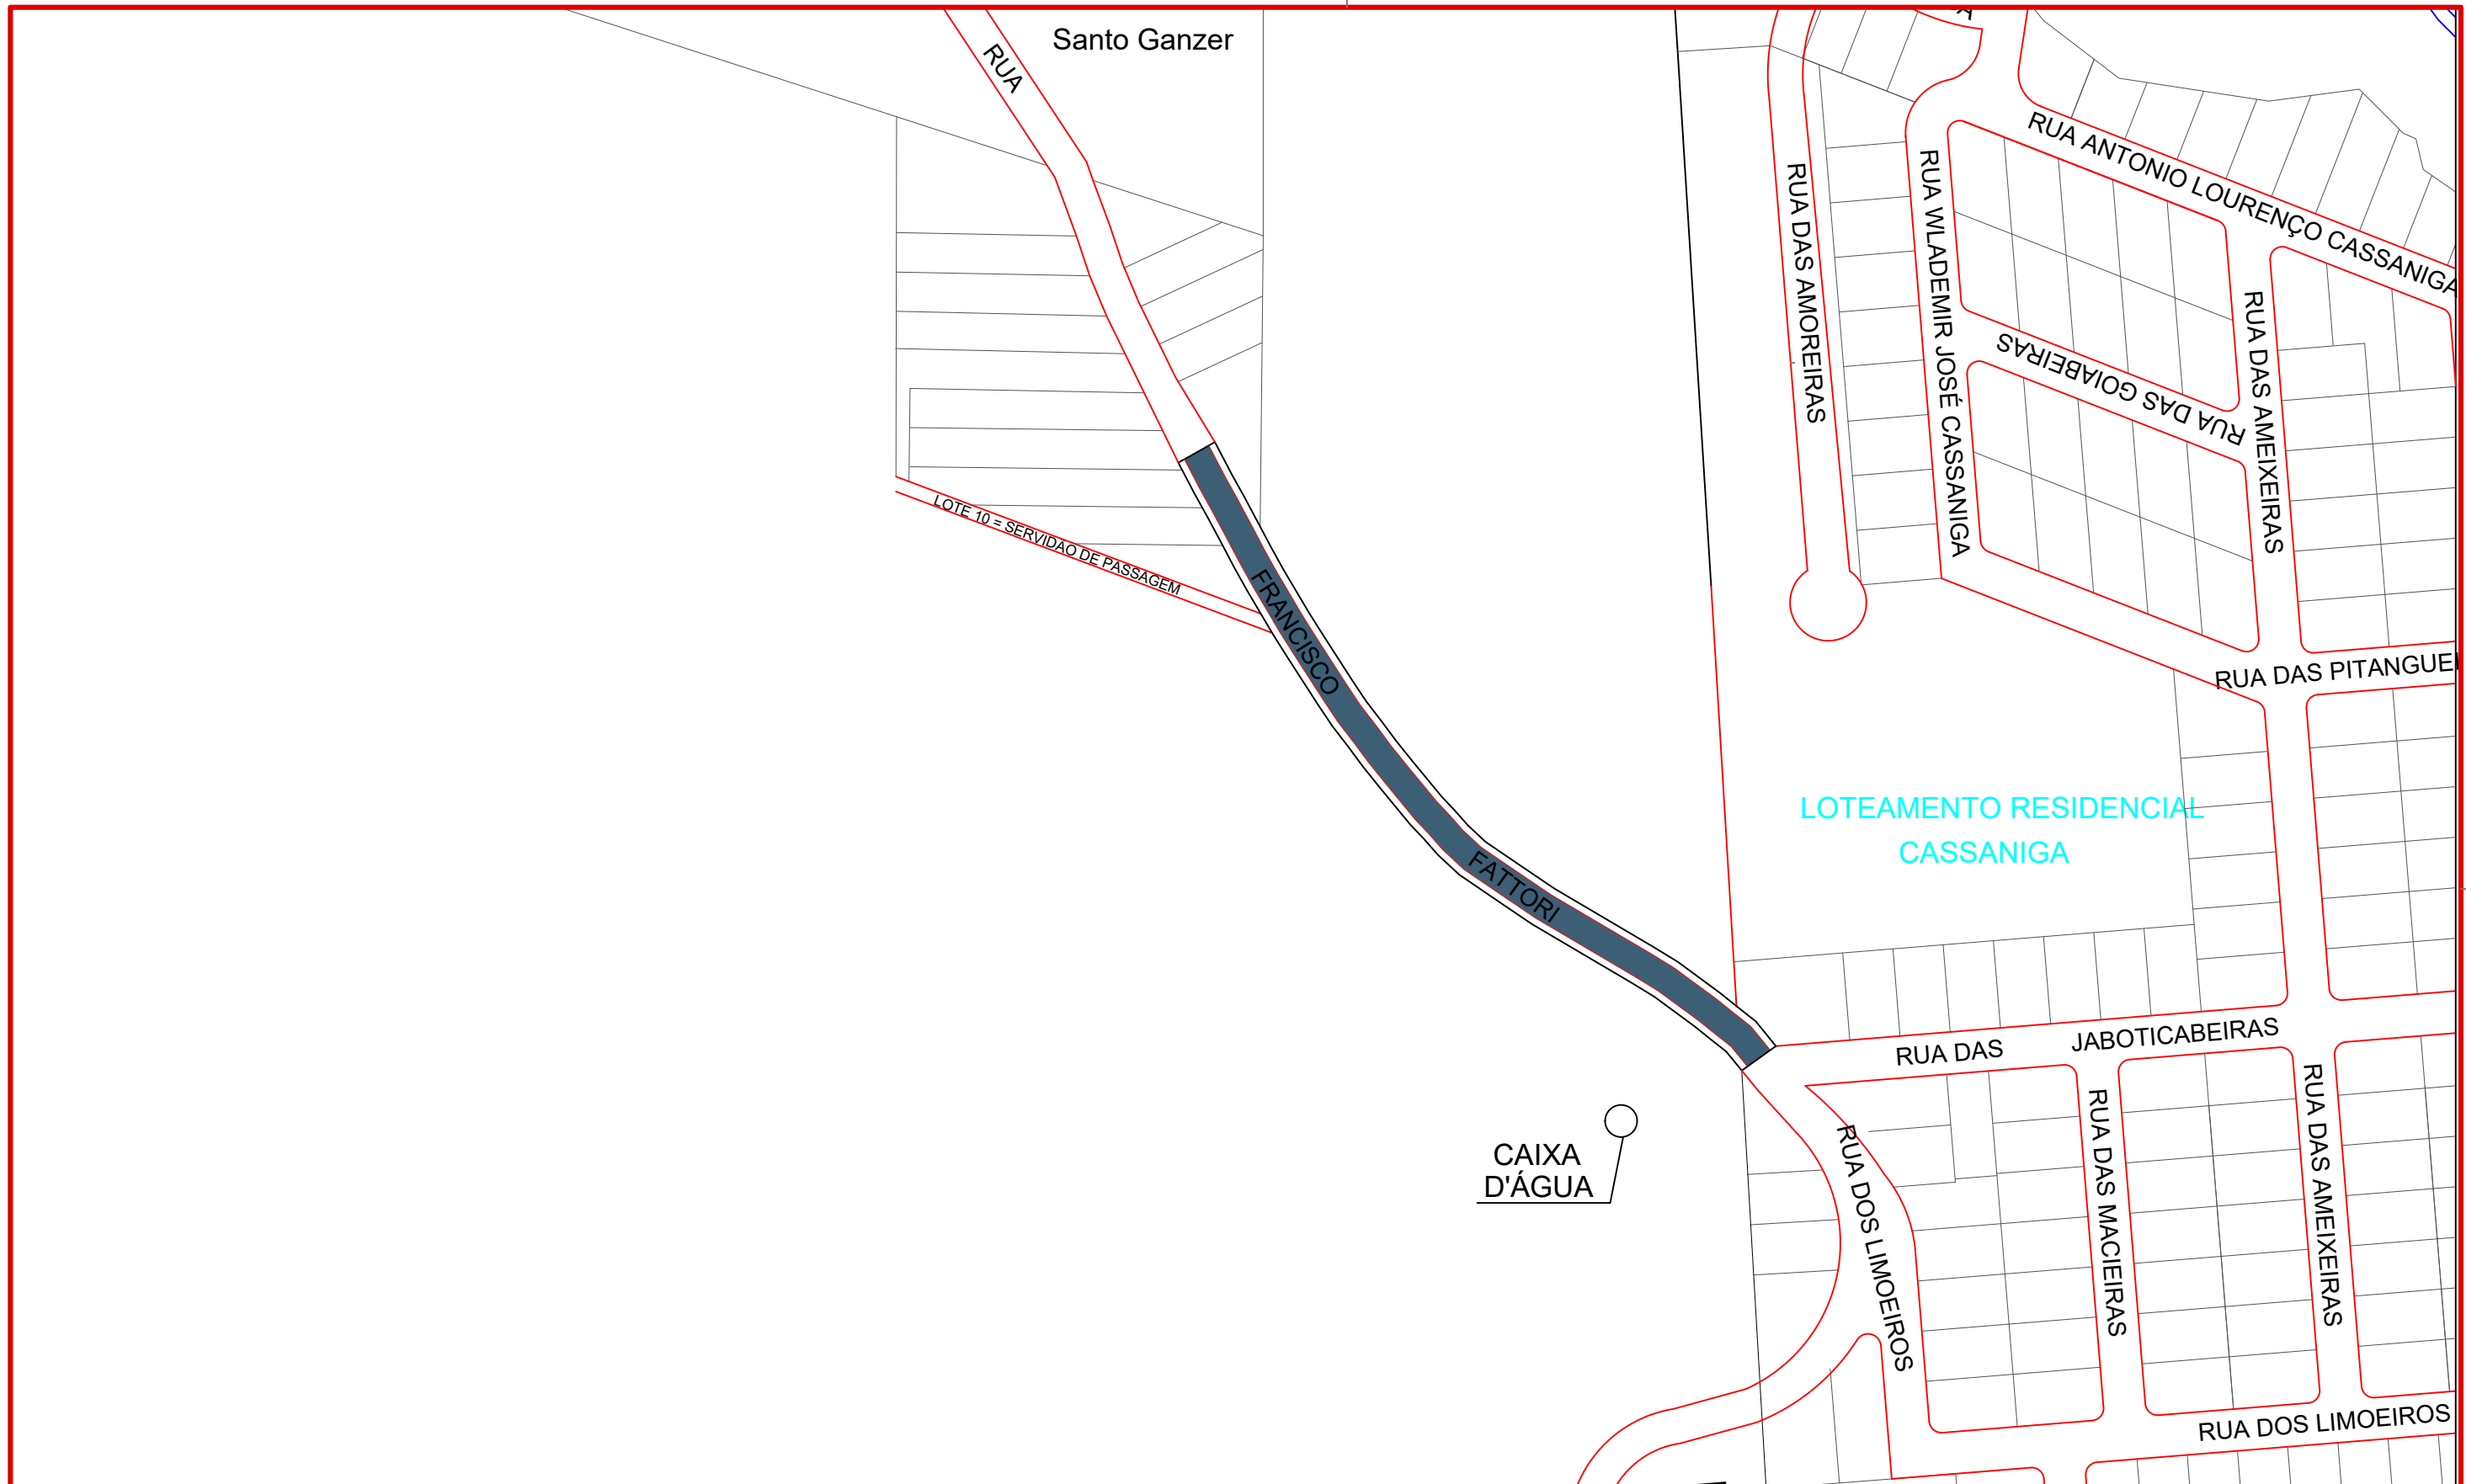 Santo Ganzer
RUA
FRANCISCO
FATTORI
LOTE 10 = SERVIDÃO DE PASSAGEM
RUA DAS AMOREIRAS
RUA WLADEMIR JOSÉ CASSANIGA
RUA ANTONIO LOURENÇO CASSANIGA
RUA DAS GOIABEIRAS
RUA DAS AMEIXEIRAS
RUA DAS PITANGUEI
LOTEAMENTO RESIDENCIAL
CASSANIGA
RUA DAS JABOTICABEIRAS
CAIXA
D'ÁGUA
RUA DOS LIMOEIROS
RUA DAS MACIEIRAS
RUA DAS AMEIXEIRAS
RUA DOS LIMOEIROS